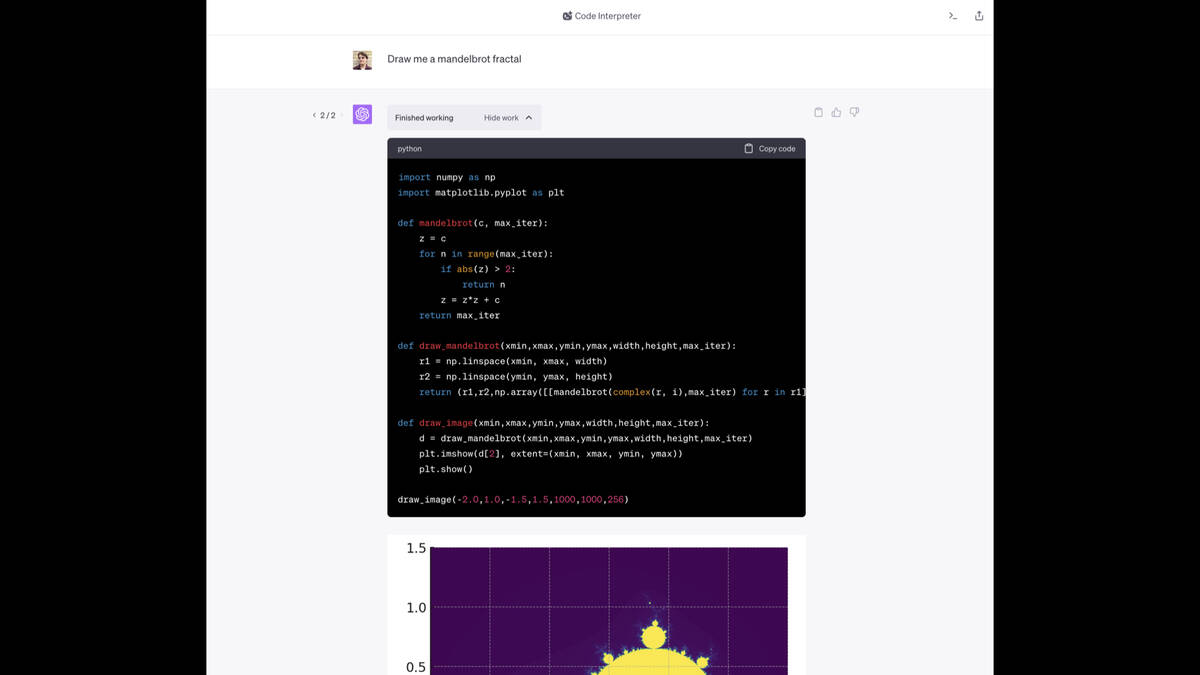 Code Interpreter
Draw me a mandelbrot fractal
< 2/2 >
Finished working Hide work
python Copy code
import numpy as np
import matplotlib.pyplot as plt
def mandelbrot(c, max_iter):
z = c
for n in range(max_iter):
if abs(z) > 2:
return n
z = z*z + c
return max_iter
def draw_mandelbrot(xmin,xmax,ymin,ymax,width,height,max_iter):
r1 = np.linspace(xmin, xmax, width)
r2 = np.linspace(ymin, ymax, height)
return (r1,r2,np.array([[mandelbrot(complex(r, i),max_iter) for r in r1]
def draw_image(xmin,xmax,ymin,ymax,width,height,max_iter):
d = draw_mandelbrot(xmin,xmax,ymin,ymax,width,height,max_iter)
plt.imshow(d[2], extent=(xmin, xmax, ymin, ymax))
plt.show()
draw_image(-2.0,1.0,-1.5,1.5,1000,1000,256)
1.5
1.0
0.5